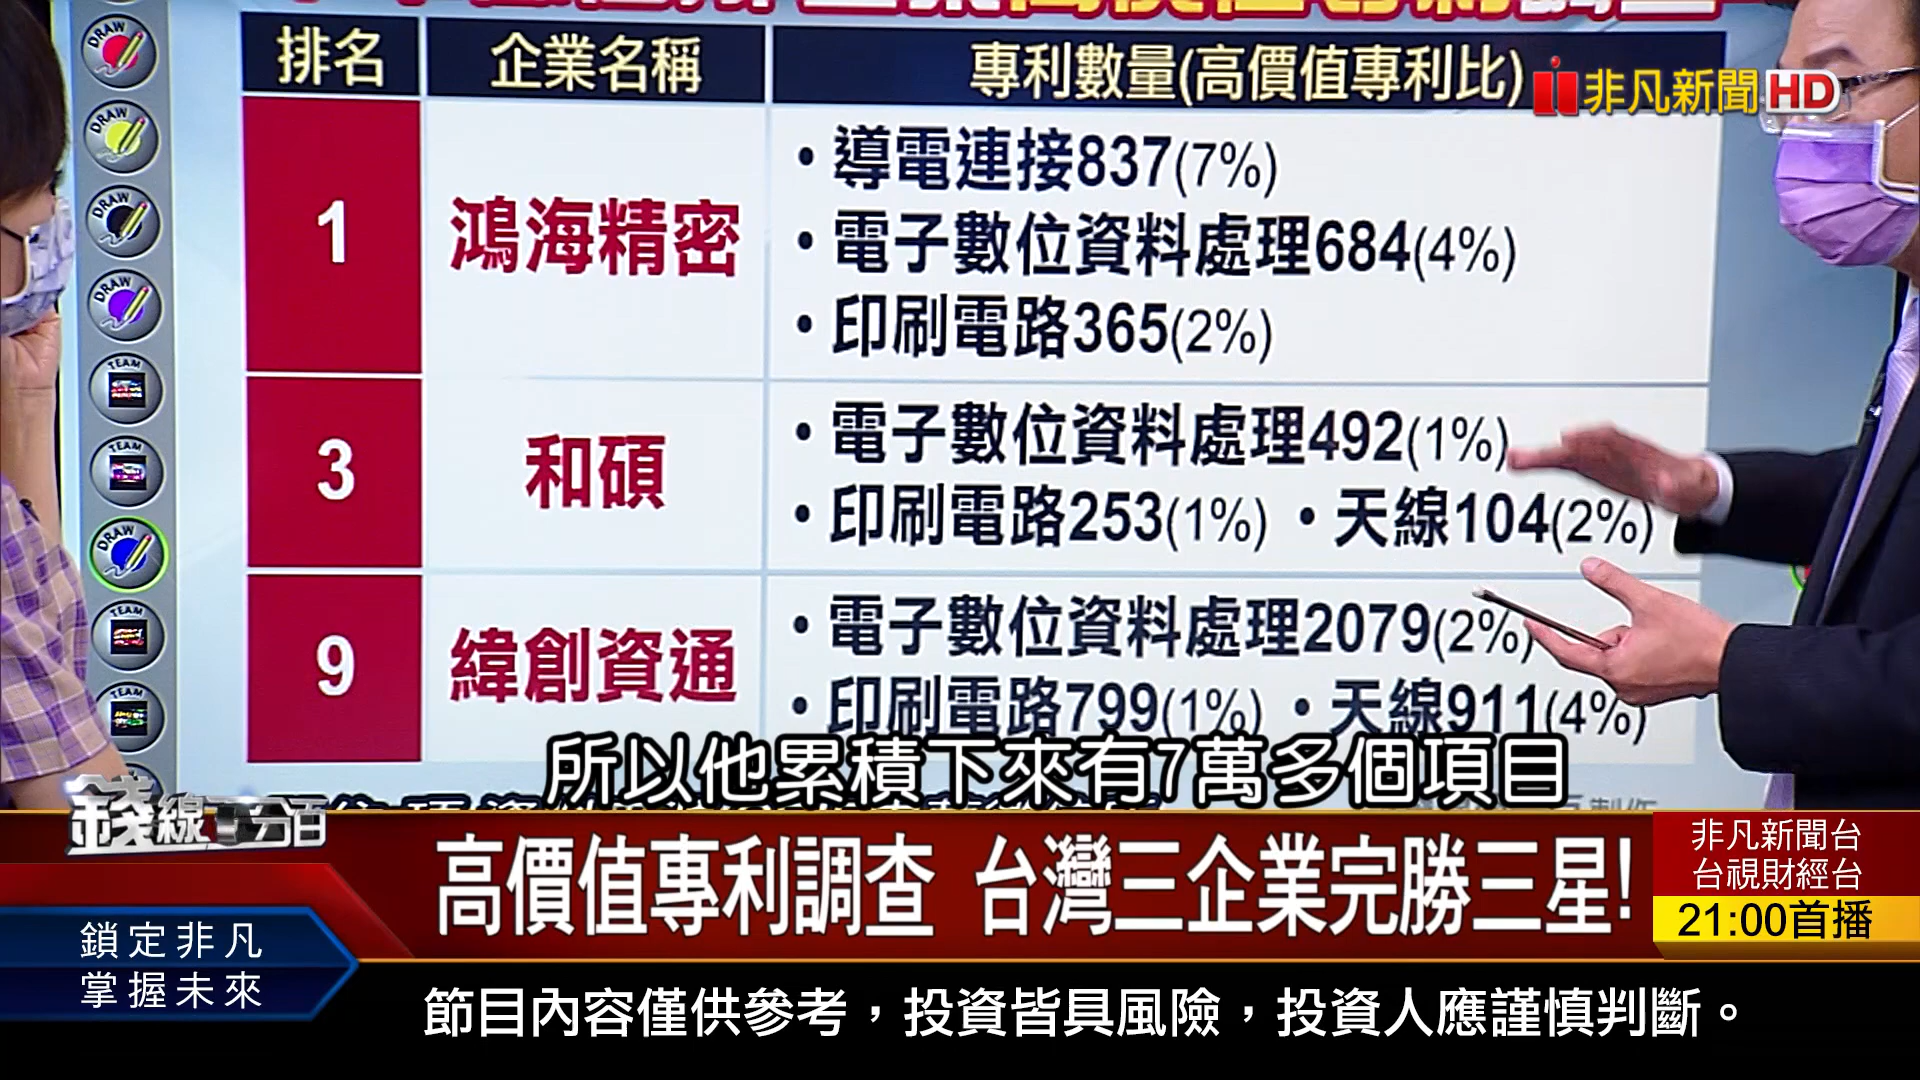 排名 企業名稱 專利數量(高價值專利比)
非凡新聞HD
1 鴻海精密
•導電連接837(7%)
•電子數位資料處理684(4%)
•印刷電路365(2%)
3 和碩
•電子數位資料處理492(1%)
•印刷電路253(1%) •天線104(2%)
9 緯創資通
•電子數位資料處理2079(2%)
•印刷電路799(1%) •天線911(4%)
DRAW
DRAW
DRAW
DRAW
TEAM
TEAM
DRAW
TEAM
TEAM
所以他累積下來有7萬多個項目
錢線百分百
高價值專利調查 台灣三企業完勝三星!
非凡新聞台
台視財經台
21:00首播
鎖定非凡
掌握未來
節目內容僅供參考，投資皆具風險，投資人應謹慎判斷。